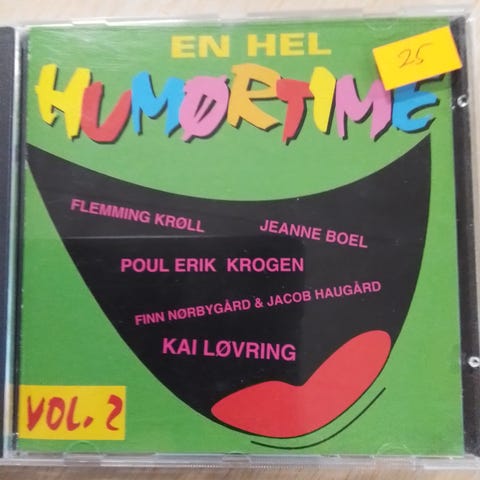 EN HEL
25
HUMØRTIME
FLEMMING KRØLL
JEANNE BOEL
POUL ERIK KROGEN
FINN NØRBYGÅRD & JACOB HAUGÅRD
KAI LØVRING
VOL. 2